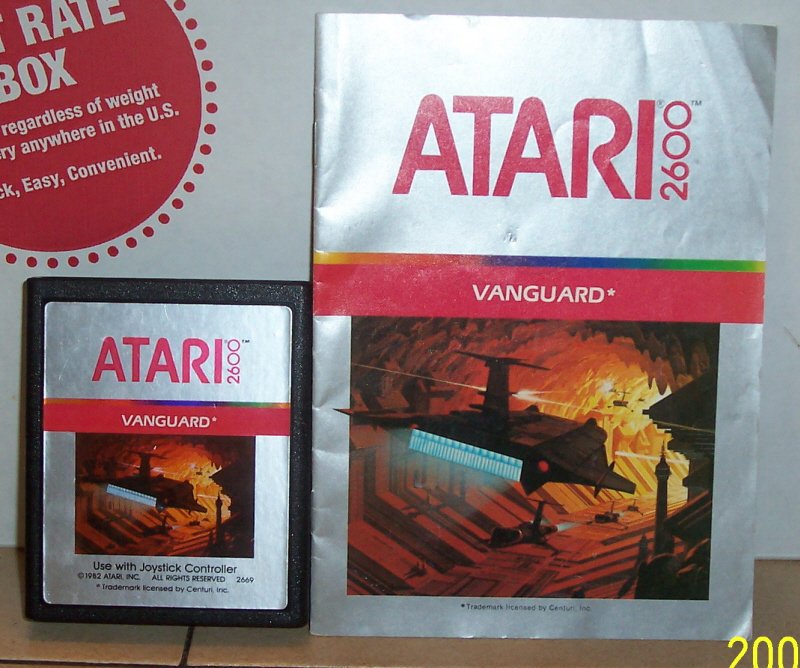 T RATE
BOX
regardless of weight
ry anywhere in the U.S.
ck, Easy, Convenient.
ATARI® 2600™
VANGUARD*
*Trademark licensed by Centuri, Inc.
ATARI® 2600™
VANGUARD*
Use with Joystick Controller
©1982 ATARI, INC. ALL RIGHTS RESERVED 2669
*Trademark licensed by Centuri, Inc.
200